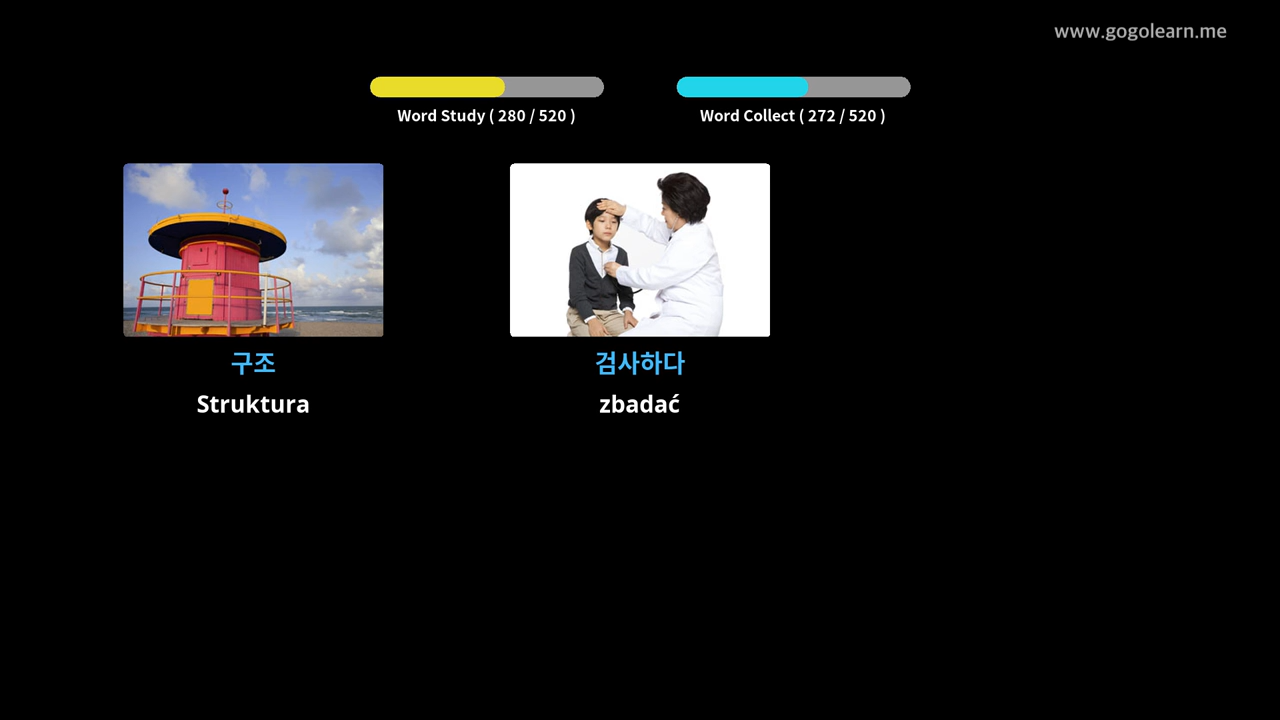 www.gogolearn.me
Word Study ( 280 / 520 )
Word Collect ( 272 / 520 )
구조
Struktura
검사하다
zbadać